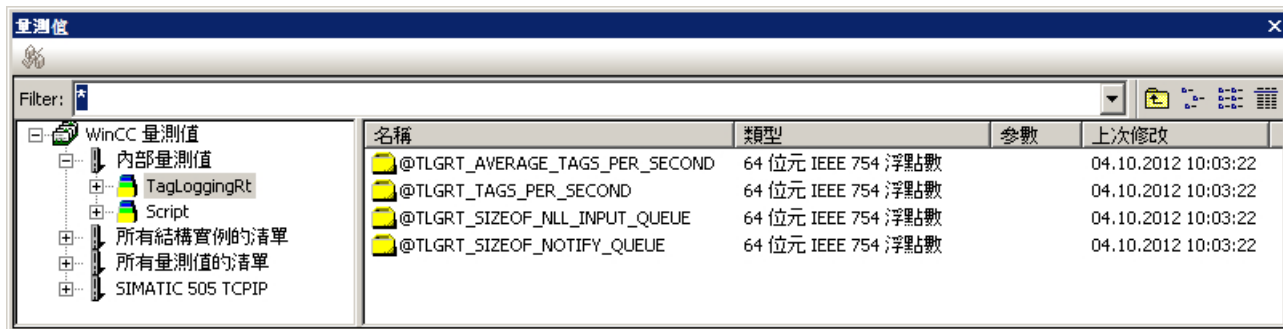 量測值
Filter: *
WinCC 量測值
內部量測值
TagLoggingRt
Script
所有結構實例的清單
所有量測值的清單
SIMATIC 505 TCPIP
名稱 類型 參數 上次修改
@TLGRT_AVERAGE_TAGS_PER_SECOND 64 位元 IEEE 754 浮點數 04.10.2012 10:03:22
@TLGRT_TAGS_PER_SECOND 64 位元 IEEE 754 浮點數 04.10.2012 10:03:22
@TLGRT_SIZEOF_NLL_INPUT_QUEUE 64 位元 IEEE 754 浮點數 04.10.2012 10:03:22
@TLGRT_SIZEOF_NOTIFY_QUEUE 64 位元 IEEE 754 浮點數 04.10.2012 10:03:22